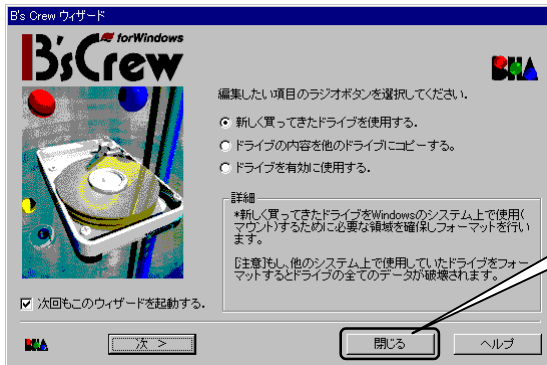 B's Crew ウィザード
for Windows
B'sCrew
BHA
編集したい項目のラジオボタンを選択してください.
新しく買ってきたドライブを使用する.
ドライブの内容を他のドライブにコピーする。
ドライブを有効に使用する.
詳細
*新しく買ってきたドライブをWindowsのシステム上で使用(
マウント)するために必要な領域を確保しフォーマットを行い
ます。
[注意]もし、他のシステム上で使用していたドライブをフォー
マットするとドライブの全てのデータが破壊されます。
次回もこのウィザードを起動する.
BHA
次 >
閉じる
ヘルプ